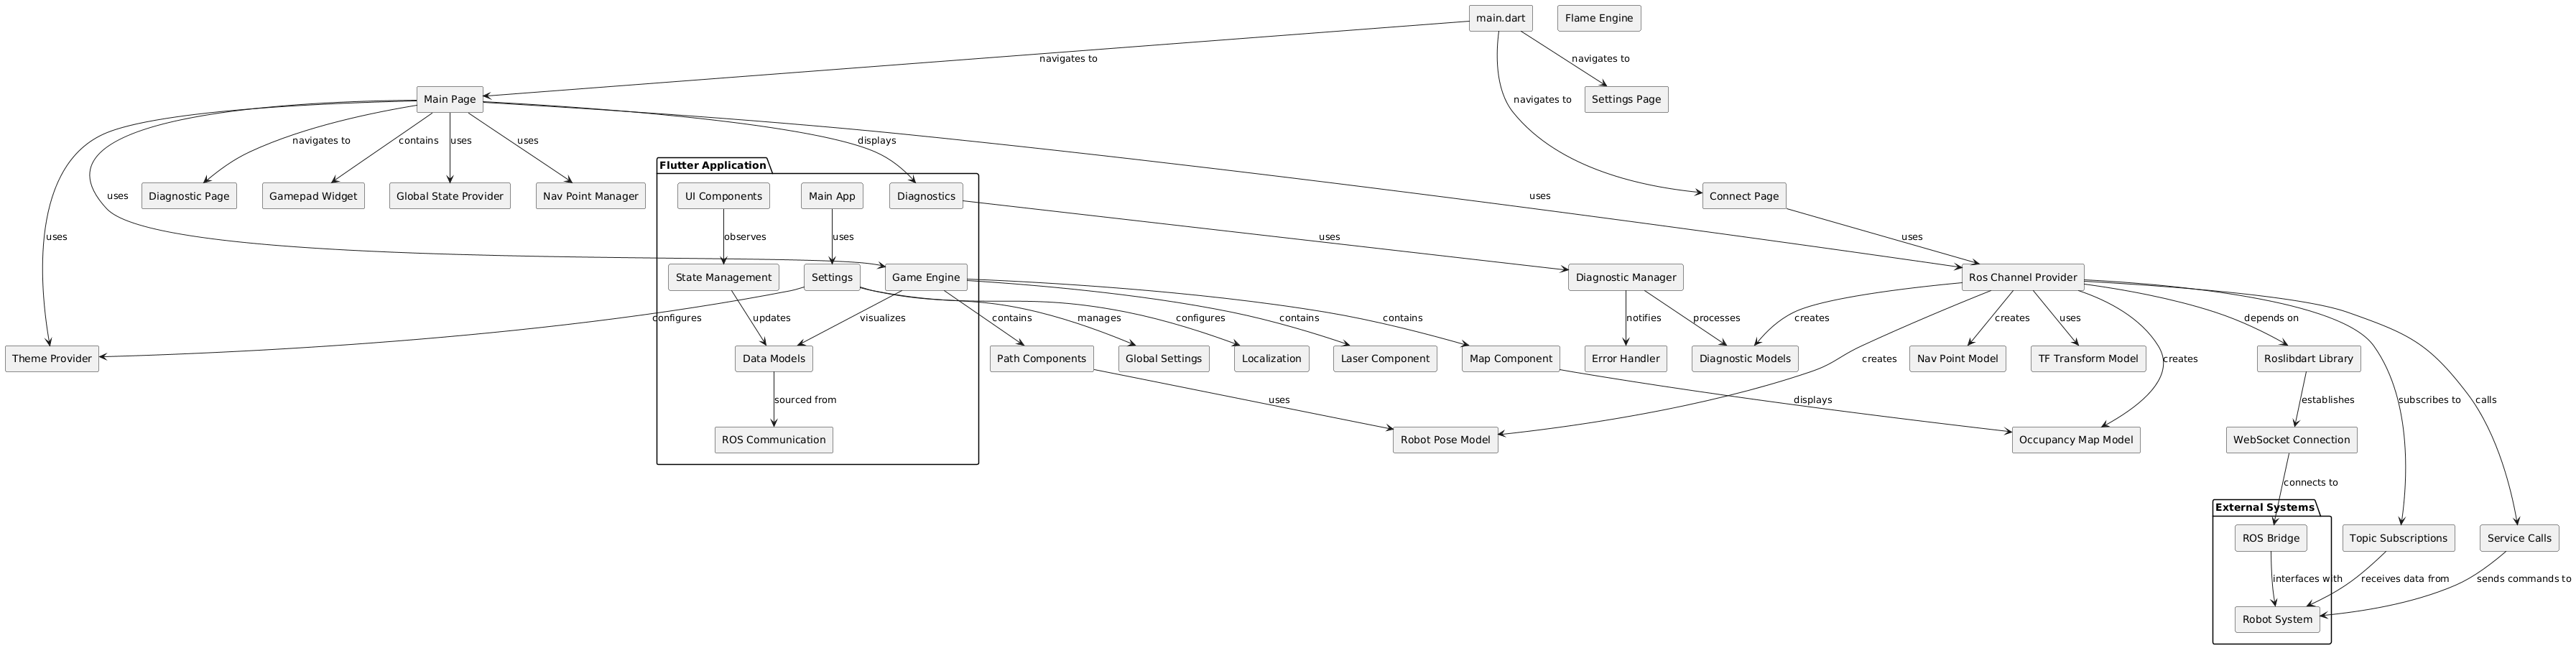 main.dart
Flame Engine
navigates to
navigates to
Main Page
navigates to
Settings Page
navigates to
contains
uses
uses
displays
Flutter Application
uses
Diagnostic Page
Gamepad Widget
Global State Provider
Nav Point Manager
UI Components
Main App
Diagnostics
uses
Connect Page
uses
observes
uses
uses
uses
State Management
Settings
Game Engine
Diagnostic Manager
Ros Channel Provider
configures
updates
visualizes
contains
manages
configures
contains
contains
notifies
processes
creates
creates
uses
depends on
Theme Provider
Data Models
Path Components
Global Settings
Localization
Laser Component
Map Component
Error Handler
Diagnostic Models
creates
Nav Point Model
TF Transform Model
creates
Roslibdart Library
sourced from
uses
displays
establishes
subscribes to
calls
ROS Communication
Robot Pose Model
Occupancy Map Model
WebSocket Connection
connects to
External Systems
ROS Bridge
Topic Subscriptions
Service Calls
interfaces with
receives data from
sends commands to
Robot System